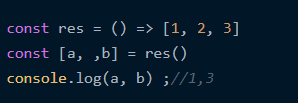 const res = () => [1, 2, 3]
const [a, ,b] = res()
console.log(a, b) ;//1,3